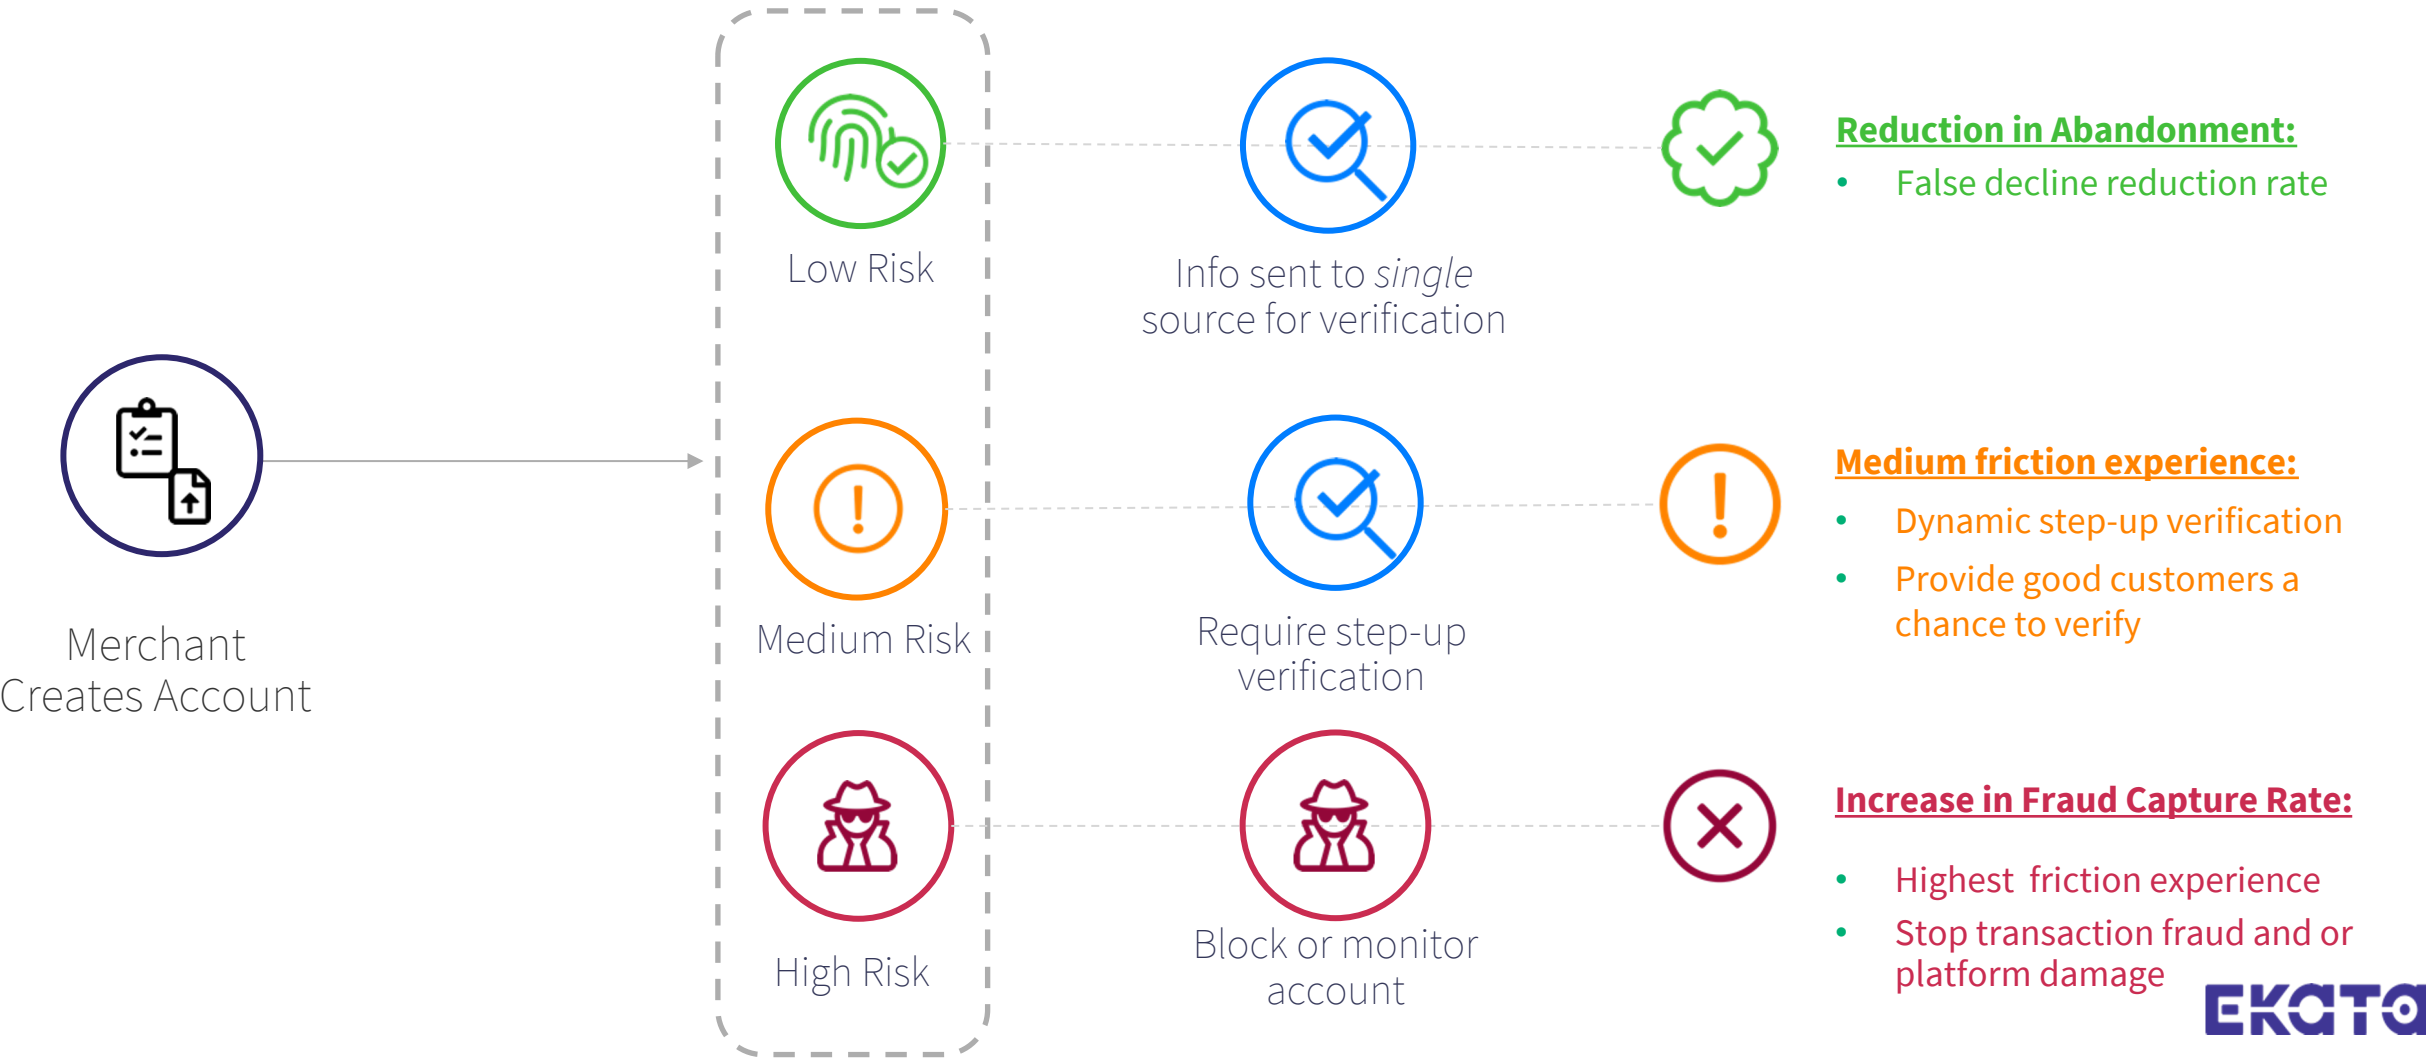 Merchant
Creates Account
Low Risk
Info sent to single
source for verification
Reduction in Abandonment:
• False decline reduction rate
Medium Risk
Require step-up
verification
Medium friction experience:
• Dynamic step-up verification
• Provide good customers a
chance to verify
High Risk
Block or monitor
account
Increase in Fraud Capture Rate:
• Highest friction experience
• Stop transaction fraud and or
platform damage
EKATA